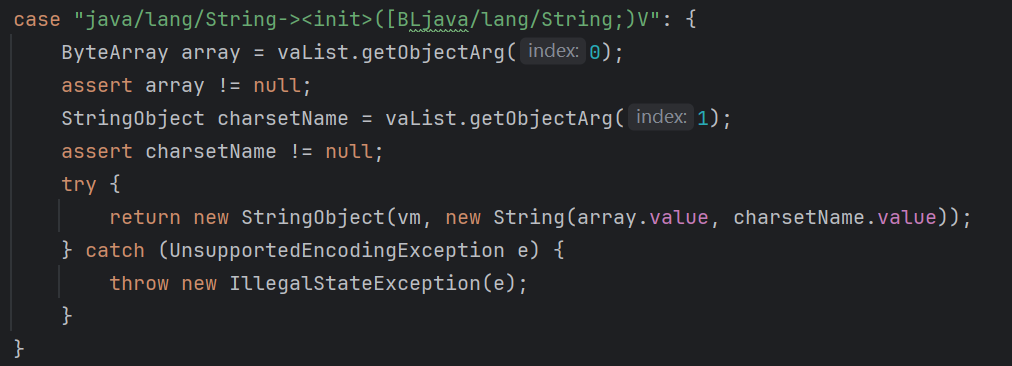 case "java/lang/String-><init>([BLjava/lang/String;)V": {
    ByteArray array = vaList.getObjectArg( index: 0);
    assert array != null;
    StringObject charsetName = vaList.getObjectArg( index: 1);
    assert charsetName != null;
    try {
        return new StringObject(vm, new String(array.value, charsetName.value));
    } catch (UnsupportedEncodingException e) {
        throw new IllegalStateException(e);
    }
}